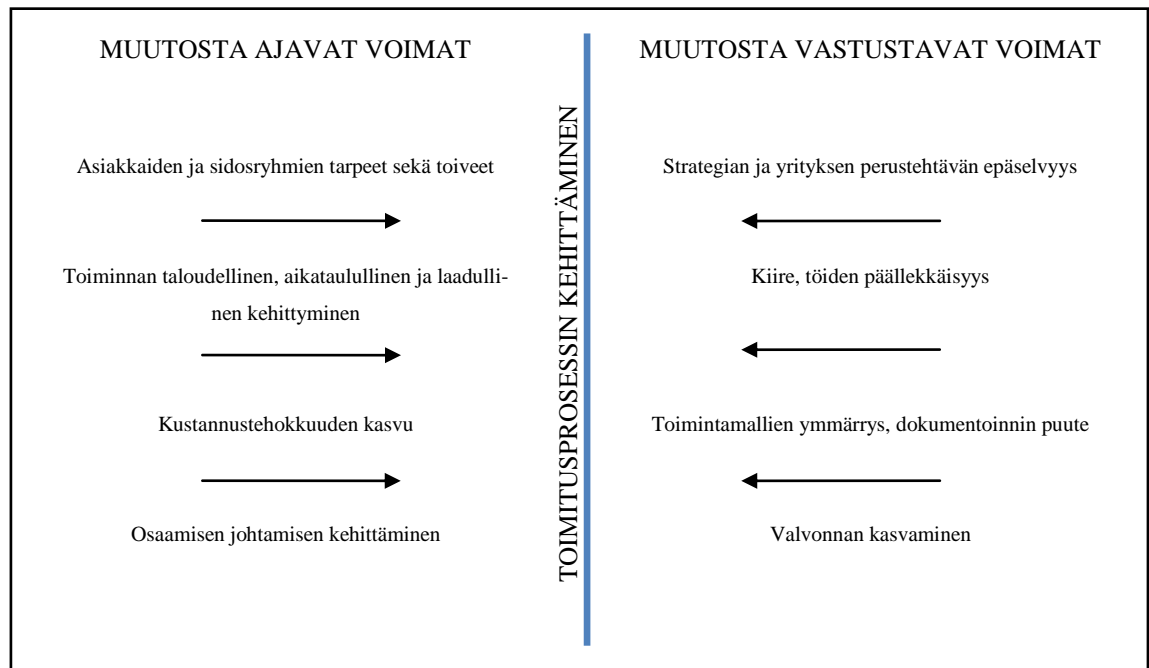 MUUTOSTA AJAVAT VOIMAT
Asiakkaiden ja sidosryhmien tarpeet sekä toiveet
Toiminnan taloudellinen, aikataulullinen ja laadulli-
nen kehittyminen
Kustannustehokkuuden kasvu
Osaamisen johtamisen kehittäminen
TOIMITUSPROSESSIN KEHITTÄMINEN
MUUTOSTA VASTUSTAVAT VOIMAT
Strategian ja yrityksen perustehtävän epäselvyys
Kiire, töiden päällekkäisyys
Toimintamallien ymmärrys, dokumentoinnin puute
Valvonnan kasvaminen